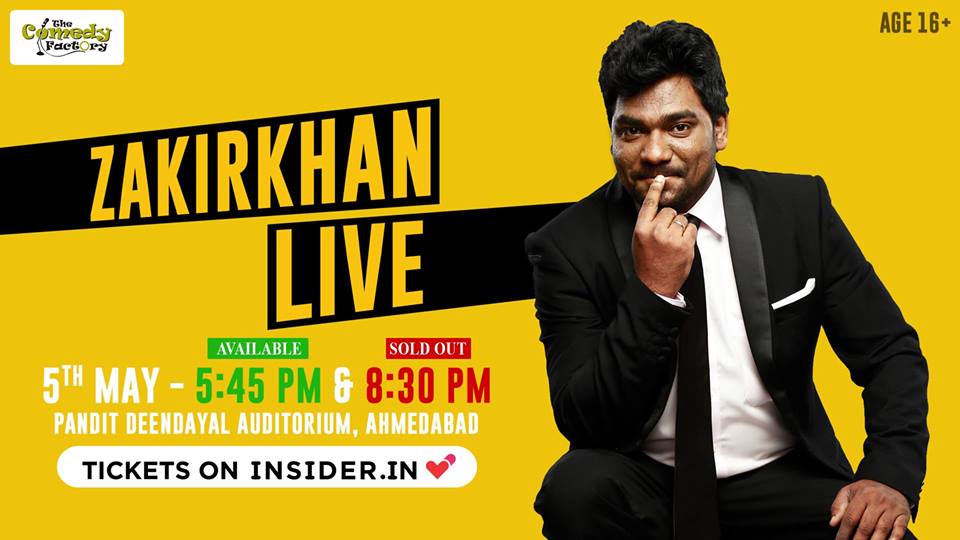 The
Comedy
Factory
AGE 16+
ZAKIRKHAN
LIVE
AVAILABLE SOLD OUT
5TH MAY - 5:45 PM & 8:30 PM
PANDIT DEENDAYAL AUDITORIUM, AHMEDABAD
TICKETS ON INSIDER.IN